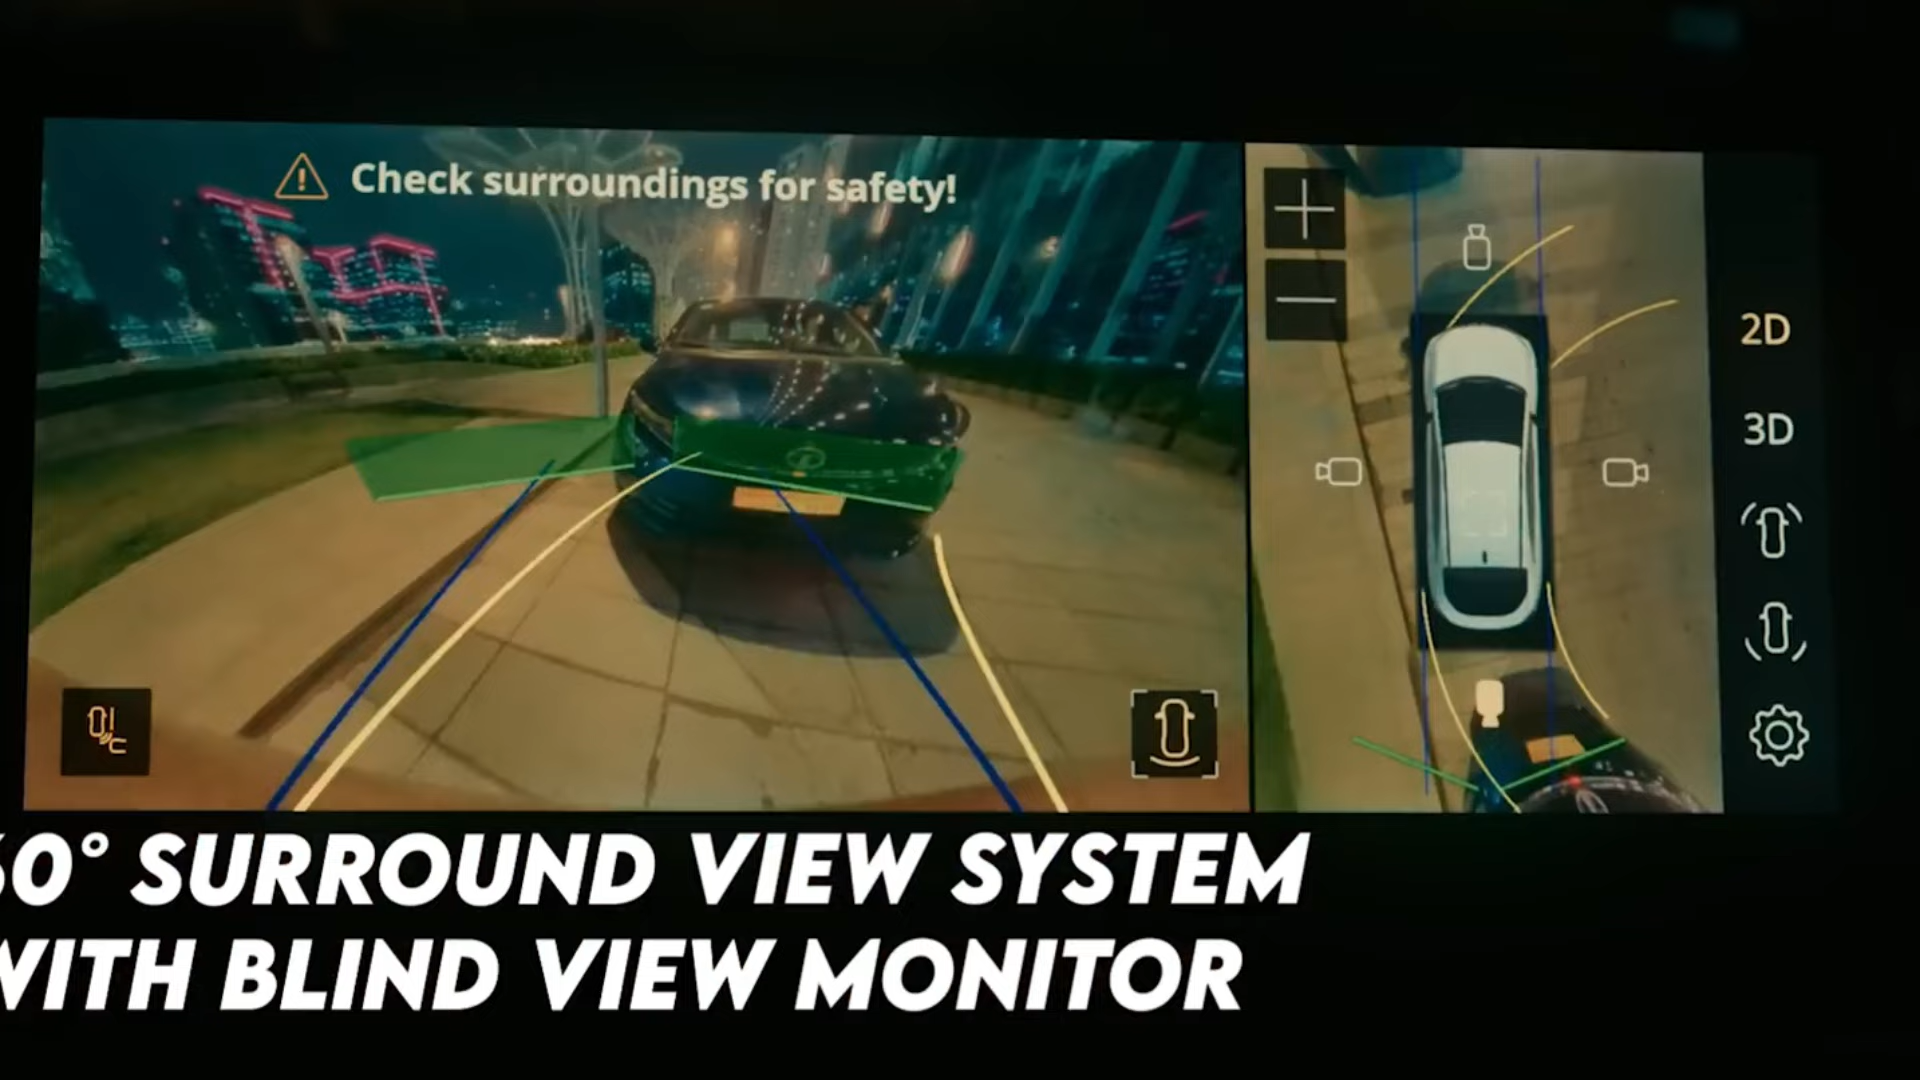 Check surroundings for safety!
2D
3D
60° SURROUND VIEW SYSTEM
WITH BLIND VIEW MONITOR